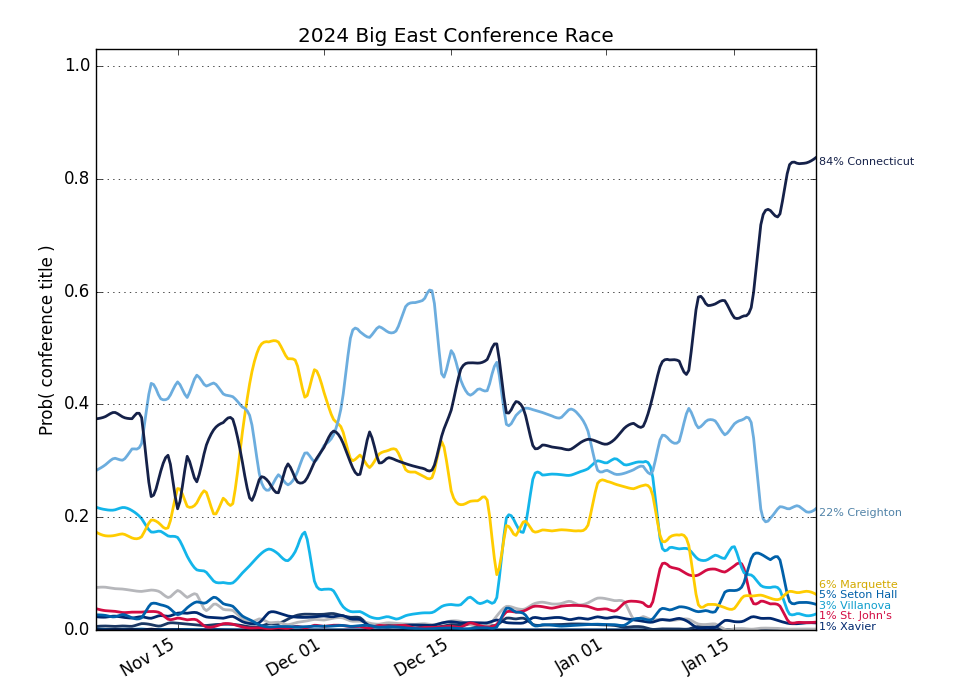 2024 Big East Conference Race
Prob( conference title )
1.0
0.8
0.6
0.4
0.2
0.0
84% Connecticut
22% Creighton
6% Marquette
5% Seton Hall
3% Villanova
1% St. John's
1% Xavier
Nov 15
Dec 01
Dec 15
Jan 01
Jan 15